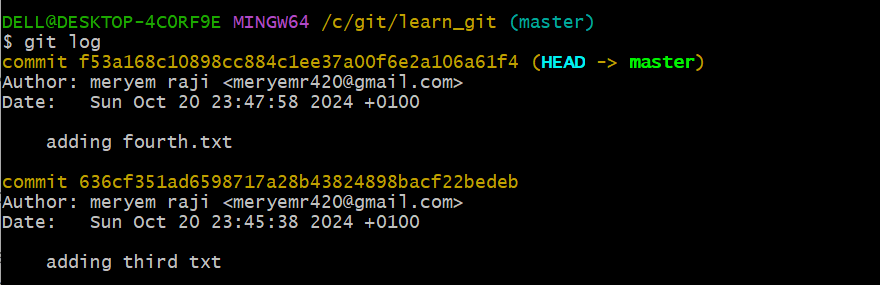 DELL@DESKTOP-4CORF9E MINGW64 /c/git/learn_git (master)
$ git log
commit f53a168c10898cc884c1ee37a00f6e2a106a61f4 (HEAD -> master)
Author: meryem raji <meryemr420@gmail.com>
Date:   Sun Oct 20 23:47:58 2024 +0100
    adding fourth.txt
commit 636cf351ad6598717a28b43824898bacf22bedeb
Author: meryem raji <meryemr420@gmail.com>
Date:   Sun Oct 20 23:45:38 2024 +0100
    adding third txt